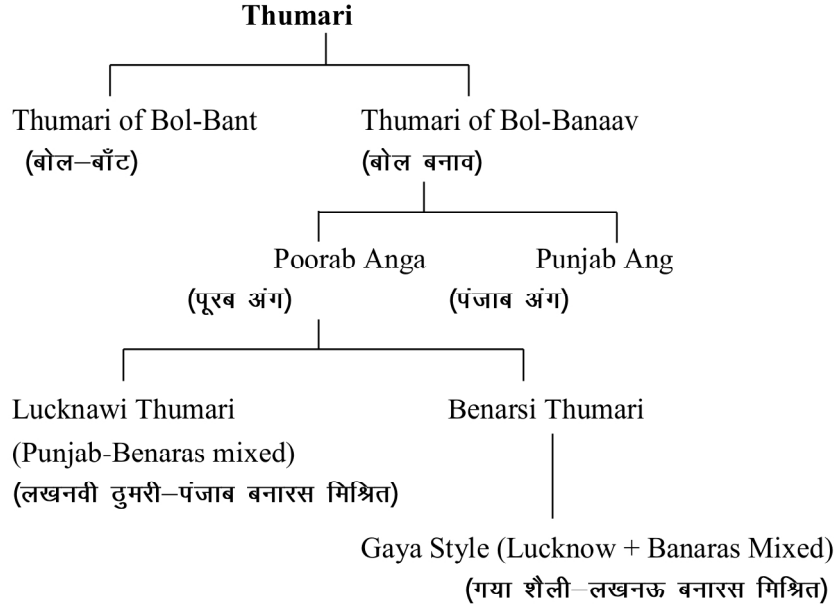 Thumari
Thumari of Bol-Bant
(बोल–बाँट)
Thumari of Bol-Banaav
(बोल बनाव)
Poorab Anga
(पूरब अंग)
Punjab Ang
(पंजाब अंग)
Lucknawi Thumari
(Punjab-Benaras mixed)
(लखनवी ठुमरी–पंजाब बनारस मिश्रित)
Benarsi Thumari
Gaya Style (Lucknow + Banaras Mixed)
(गया शैली–लखनऊ बनारस मिश्रित)